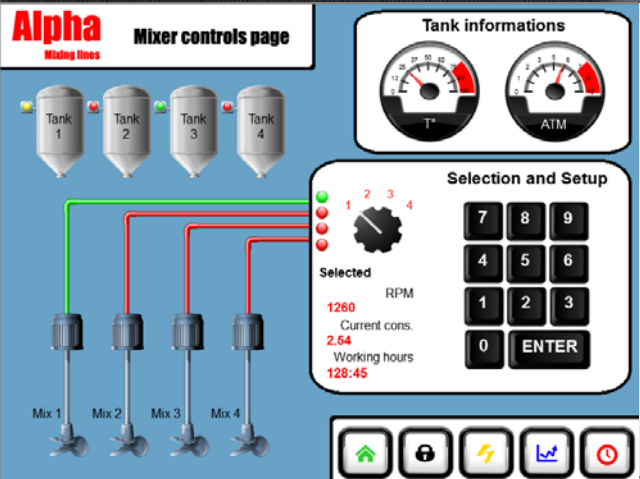 Alpha
Mixing lines
Mixer controls page
Tank informations
T°
ATM
Tank
1
Tank
2
Tank
3
Tank
4
Selection and Setup
1 2 3 4
Selected
RPM
1260
Current cons.
2.54
Working hours
128:45
7 8 9
4 5 6
1 2 3
0 ENTER
Mix 1 Mix 2 Mix 3 Mix 4